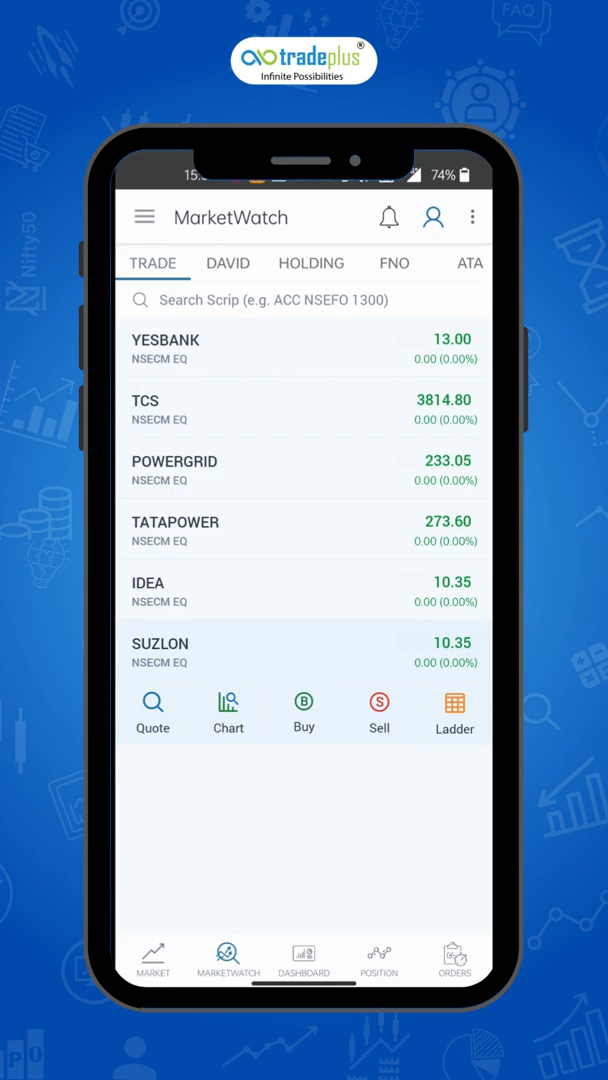 FAQ
tradeplus®
Infinite Possibilities
74%
MarketWatch
TRADE DAVID HOLDING FNO ATA
Search Scrip (e.g. ACC NSEFO 1300)
YESBANK 13.00
NSECM EQ 0.00 (0.00%)
TCS 3814.80
NSECM EQ 0.00 (0.00%)
POWERGRID 233.05
NSECM EQ 0.00 (0.00%)
TATAPOWER 273.60
NSECM EQ 0.00 (0.00%)
IDEA 10.35
NSECM EQ 0.00 (0.00%)
SUZLON 10.35
NSECM EQ 0.00 (0.00%)
B S
Quote Chart Buy Sell Ladder
MARKET MARKETWATCH DASHBOARD POSITION ORDERS
Nifty50
P O